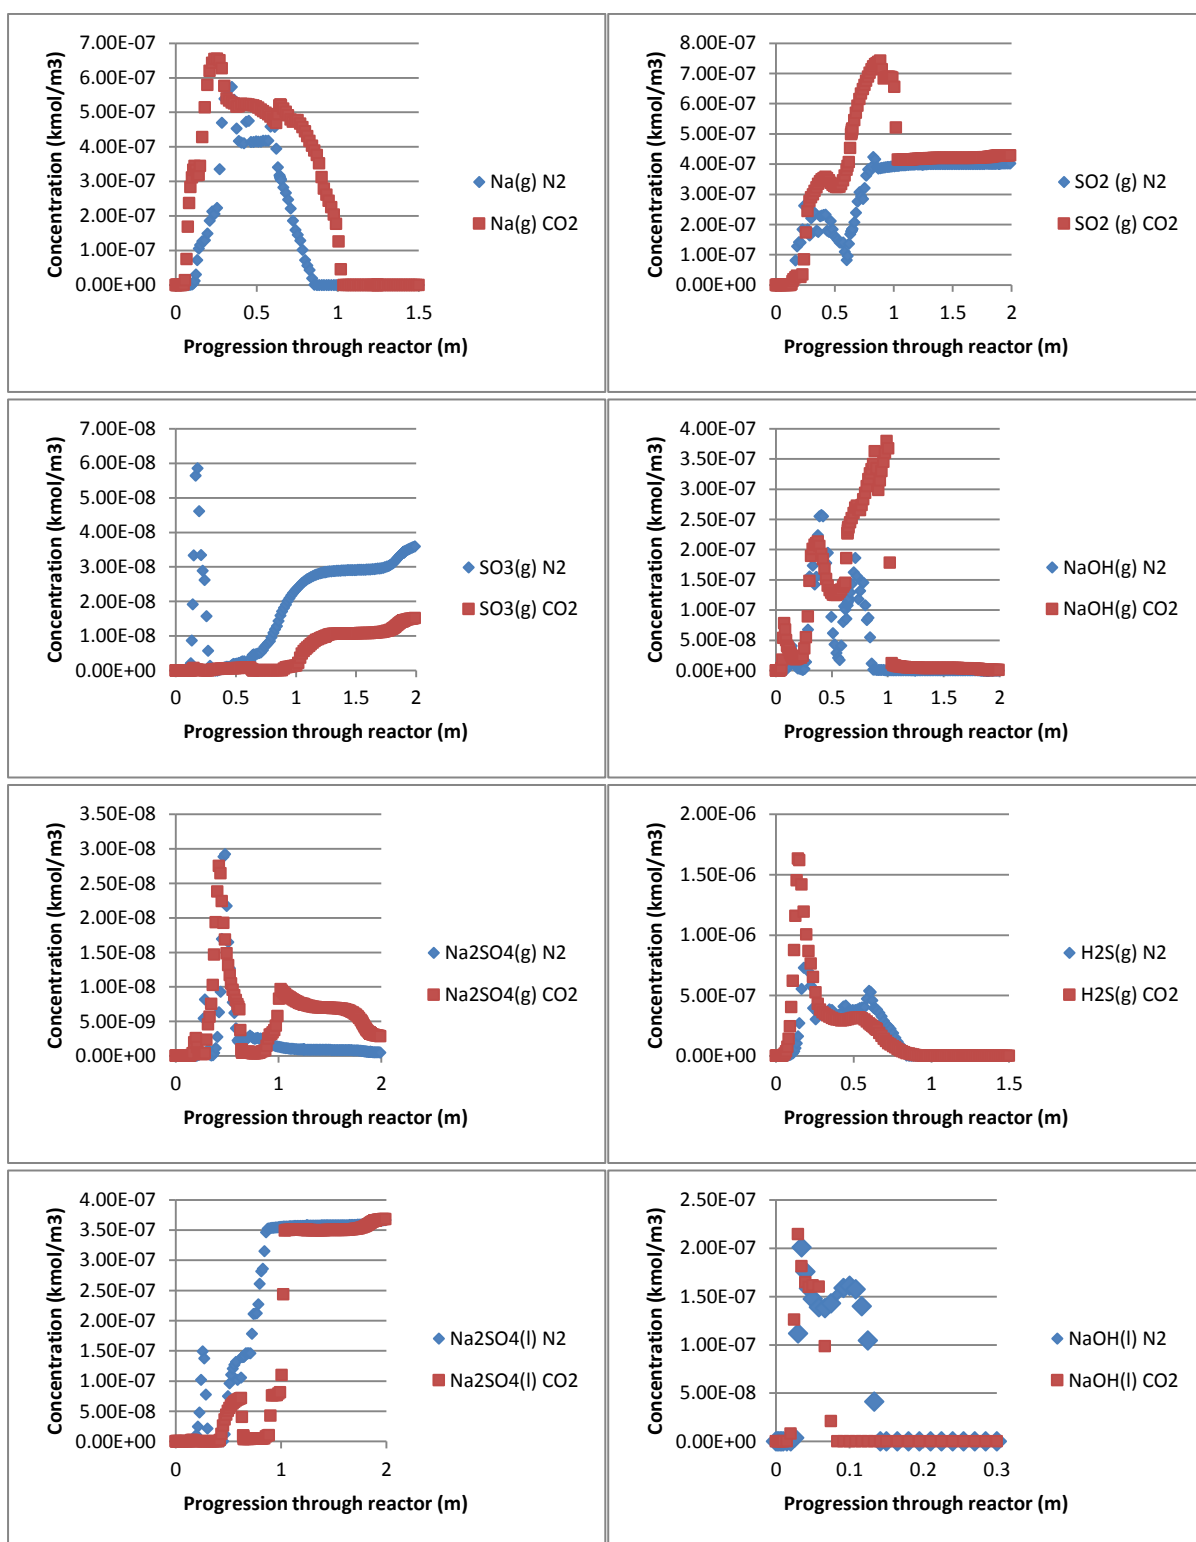 Concentration (kmol/m3)
7.00E-07
6.00E-07
5.00E-07
4.00E-07
3.00E-07
2.00E-07
1.00E-07
0.00E+00
0 0.5 1 1.5
Progression through reactor (m)
Na(g) N2
Na(g) CO2
Concentration (kmol/m3)
8.00E-07
7.00E-07
6.00E-07
5.00E-07
4.00E-07
3.00E-07
2.00E-07
1.00E-07
0.00E+00
0 0.5 1 1.5 2
Progression through reactor (m)
SO2 (g) N2
SO2 (g) CO2
Concentration (kmol/m3)
7.00E-08
6.00E-08
5.00E-08
4.00E-08
3.00E-08
2.00E-08
1.00E-08
0.00E+00
0 0.5 1 1.5 2
Progression through reactor (m)
SO3(g) N2
SO3(g) CO2
Concentration (kmol/m3)
4.00E-07
3.50E-07
3.00E-07
2.50E-07
2.00E-07
1.50E-07
1.00E-07
5.00E-08
0.00E+00
0 0.5 1 1.5 2
Progression through reactor (m)
NaOH(g) N2
NaOH(g) CO2
Concentration (kmol/m3)
3.50E-08
3.00E-08
2.50E-08
2.00E-08
1.50E-08
1.00E-08
5.00E-09
0.00E+00
0 1 2
Progression through reactor (m)
Na2SO4(g) N2
Na2SO4(g) CO2
Concentration (kmol/m3)
2.00E-06
1.50E-06
1.00E-06
5.00E-07
0.00E+00
0 0.5 1 1.5
Progression through reactor (m)
H2S(g) N2
H2S(g) CO2
Concentration (kmol/m3)
4.00E-07
3.50E-07
3.00E-07
2.50E-07
2.00E-07
1.50E-07
1.00E-07
5.00E-08
0.00E+00
0 1 2
Progression through reactor (m)
Na2SO4(l) N2
Na2SO4(l) CO2
Concentration (kmol/m3)
2.50E-07
2.00E-07
1.50E-07
1.00E-07
5.00E-08
0.00E+00
0 0.1 0.2 0.3
Progression through reactor (m)
NaOH(l) N2
NaOH(l) CO2